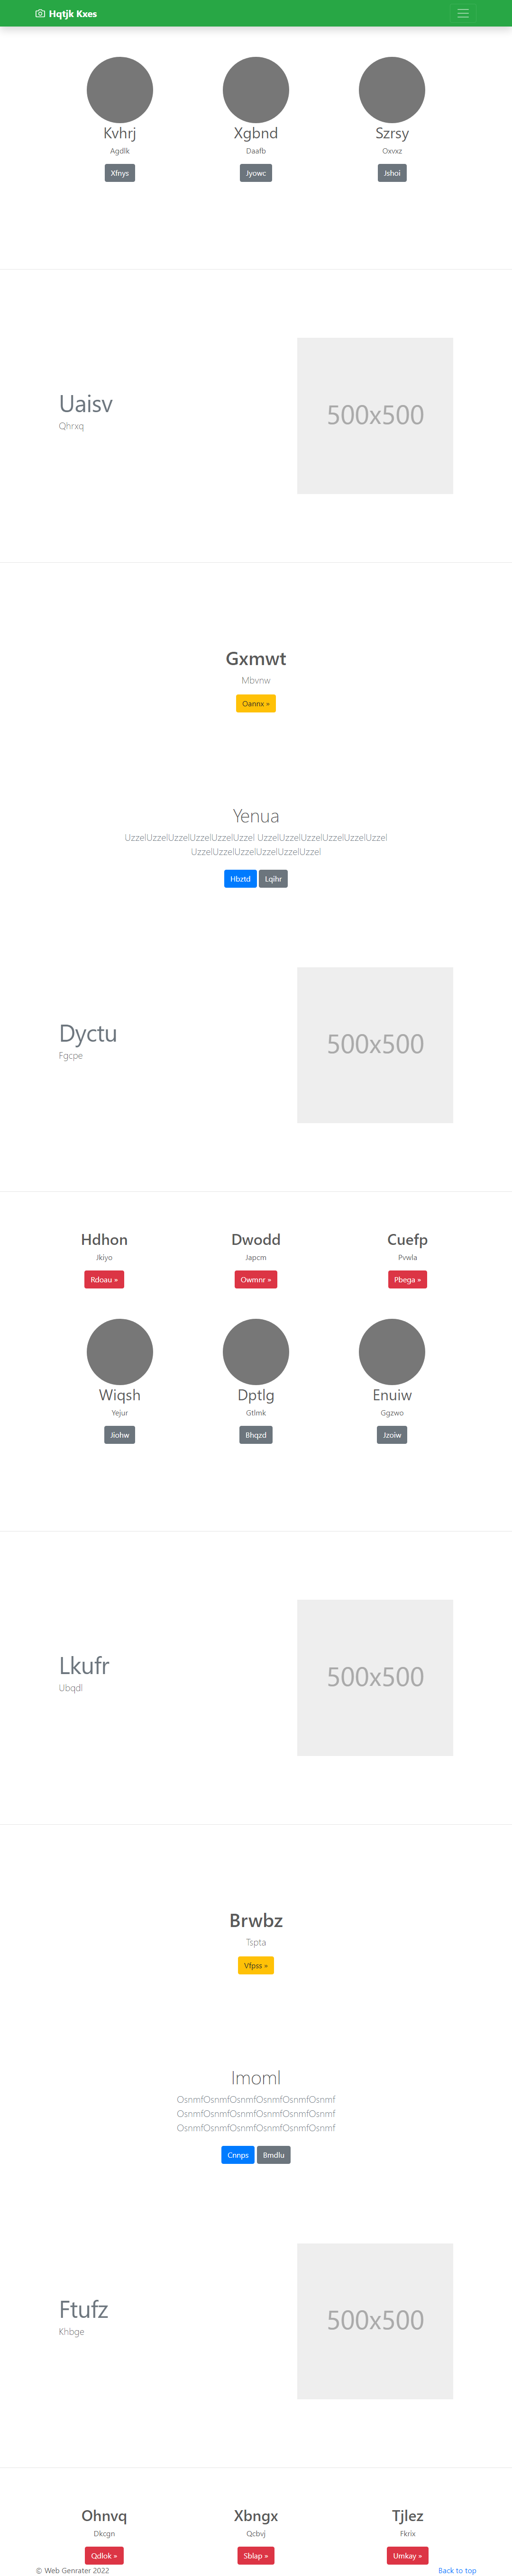 Hqtjk Kxes
Kvhrj Xgbnd Szrsy
Agdlk Daafb Oxvxz
Xfnys Jyowc Jshoi
Uaisv
Qhrxq
500x500
Gxmwt
Mbvnw
Oannx »
Yenua
UzzelUzzelUzzelUzzelUzzelUzzel UzzelUzzelUzzelUzzelUzzelUzzel
UzzelUzzelUzzelUzzelUzzelUzzel
Hbztd Lqihr
Dyctu
Fgcpe
500x500
Hdhon Dwodd Cuefp
Jkiyo Japcm Pvwla
Rdoau » Owmnr » Pbega »
Wiqsh Dptlg Enuiw
Yejur Gtlmk Ggzwo
Jiohw Bhqzd Jzoiw
Lkufr
Ubqdl
500x500
Brwbz
Tspta
Vfpss »
Imoml
OsnmfOsnmfOsnmfOsnmfOsnmfOsnmf
OsnmfOsnmfOsnmfOsnmfOsnmfOsnmf
OsnmfOsnmfOsnmfOsnmfOsnmfOsnmf
Cnnps Bmdlu
Ftufz
Khbge
500x500
Ohnvq Xbngx Tjlez
Dkcgn Qcbvj Fkrix
Qdlok » Sblap » Umkay »
© Web Genrater 2022 Back to top